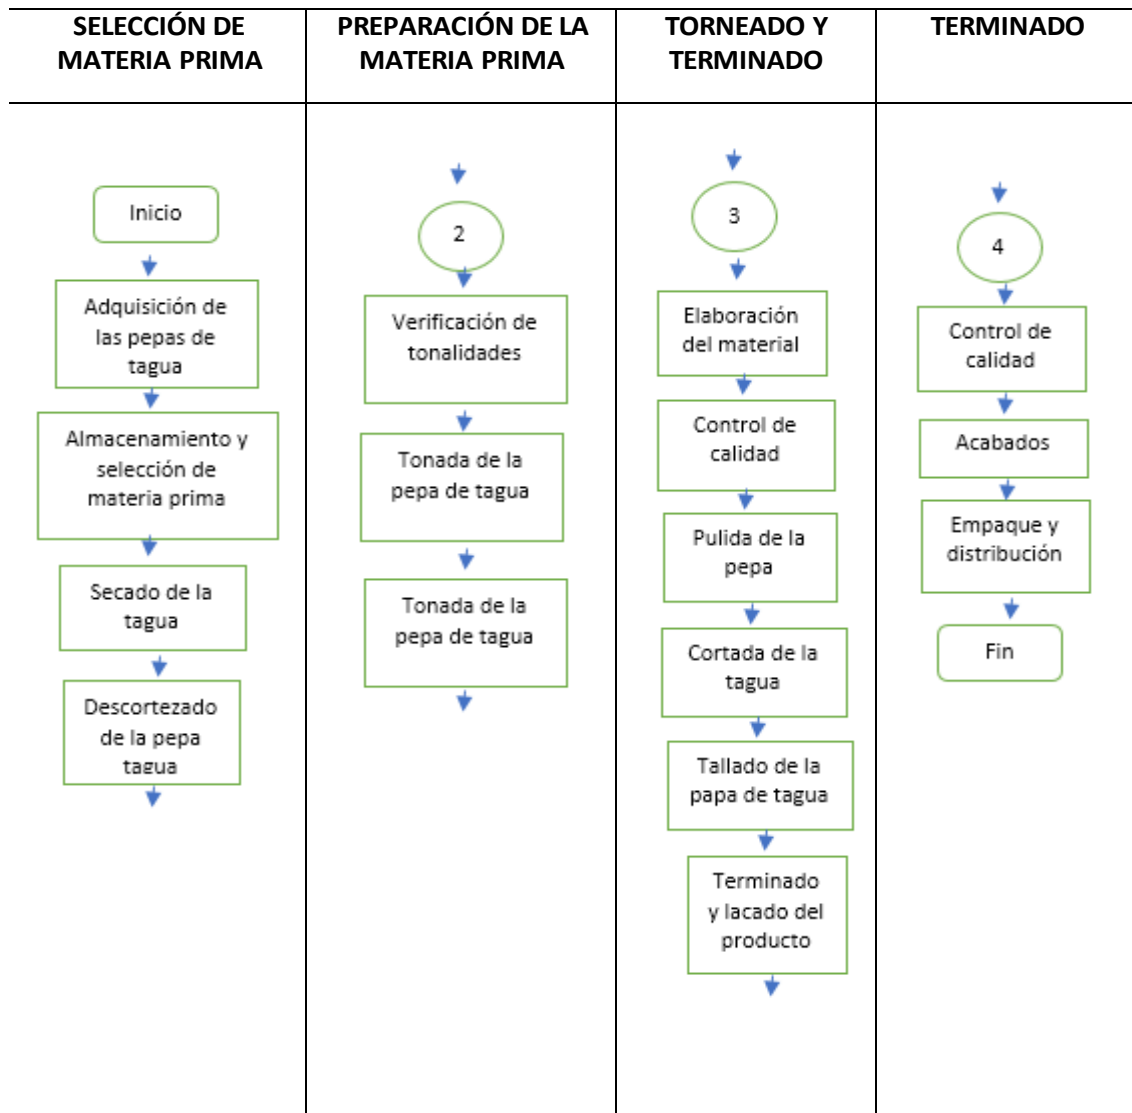 SELECCIÓN DE
MATERIA PRIMA
PREPARACIÓN DE LA
MATERIA PRIMA
TORNEADO Y
TERMINADO
TERMINADO
Inicio
Adquisición de
las pepas de
tagua
Almacenamiento y
selección de
materia prima
Secado de la
tagua
Descortezado
de la pepa
tagua
2
Verificación de
tonalidades
Tonada de la
pepa de tagua
Tonada de la
pepa de tagua
3
Elaboración
del material
Control de
calidad
Pulida de la
pepa
Cortada de la
tagua
Tallado de la
papa de tagua
Terminado
y lacado del
producto
4
Control de
calidad
Acabados
Empaque y
distribución
Fin